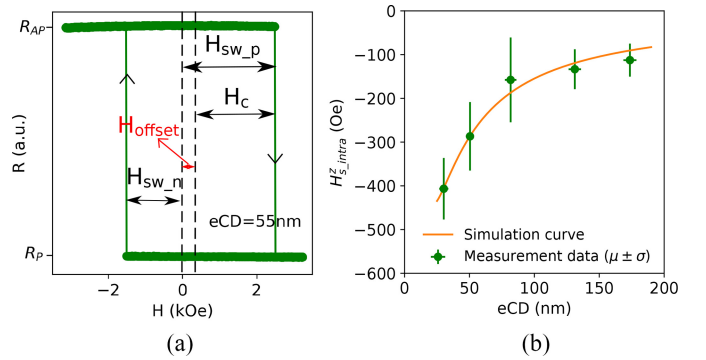 R_AP
R_P
R (a.u.)
H_sw_p
H_c
H_offset
H_sw_n
eCD=55nm
−2 0 2
H (kOe)
(a)
0
−100
−200
−300
−400
−500
−600
H^z_s_intra (Oe)
Simulation curve
Measurement data (μ ± σ)
0 50 100 150 200
eCD (nm)
(b)